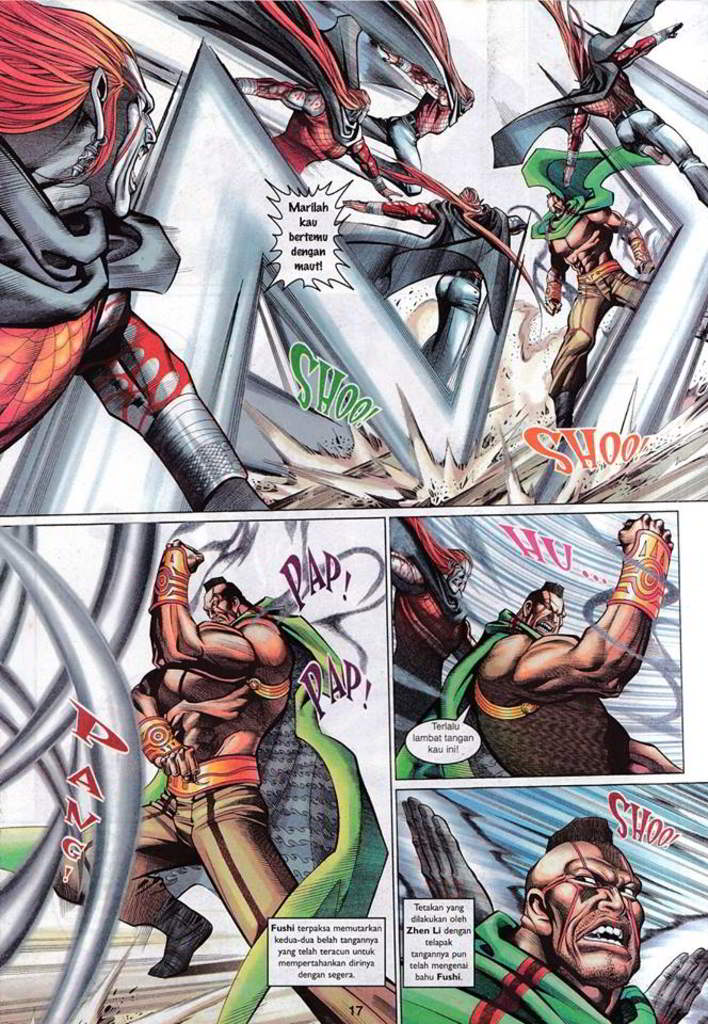 Marilah
kau
bertemu
dengan
maut!
SHOO!
SHOO!
PAP!
PAP!
PANG!
Fushi terpaksa memutarkan
kedua-dua belah tangannya
yang telah teracun untuk
mempertahankan dirinya
dengan segera.
HU...
Terlalu
lambat tangan
kau ini!
SHOO!
Tetakan yang
dilakukan oleh
Zhen Li dengan
telapak
tangannya pun
telah mengenai
bahu Fushi.
17